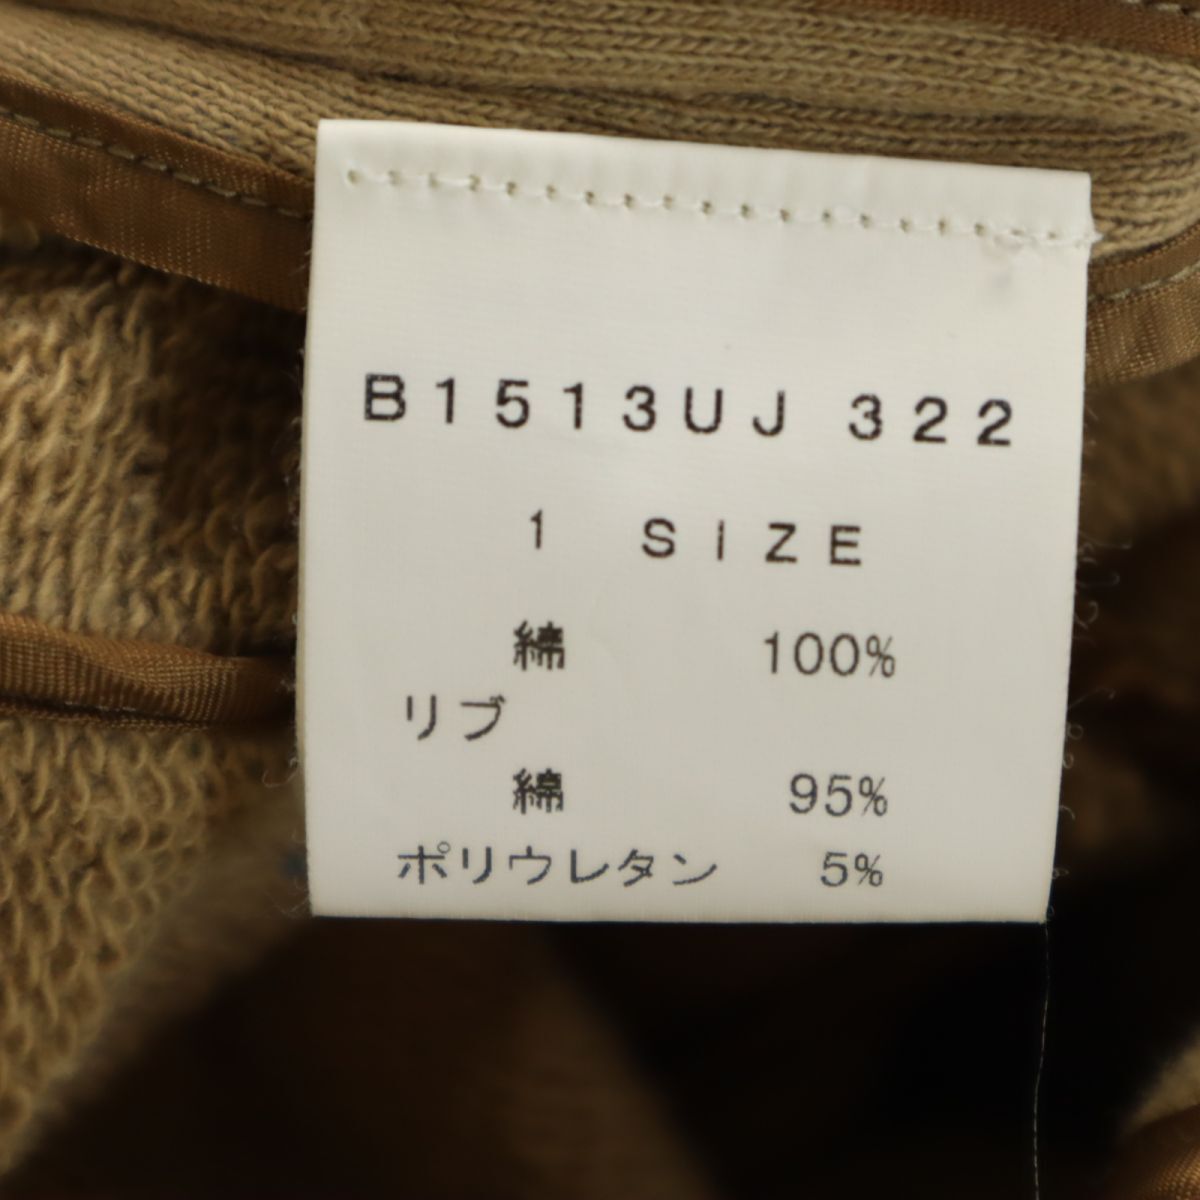 B1513UJ 322
1 SIZE
綿 100%
リブ
綿 95%
ポリウレタン 5%